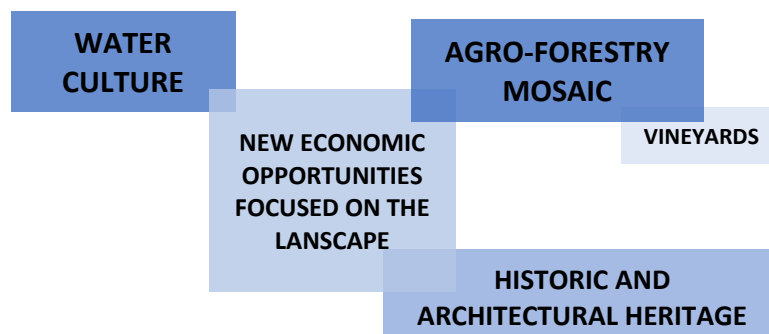 WATER
CULTURE
AGRO-FORESTRY
MOSAIC
VINEYARDS
NEW ECONOMIC
OPPORTUNITIES
FOCUSED ON THE
LANSCAPE
HISTORIC AND
ARCHITECTURAL HERITAGE